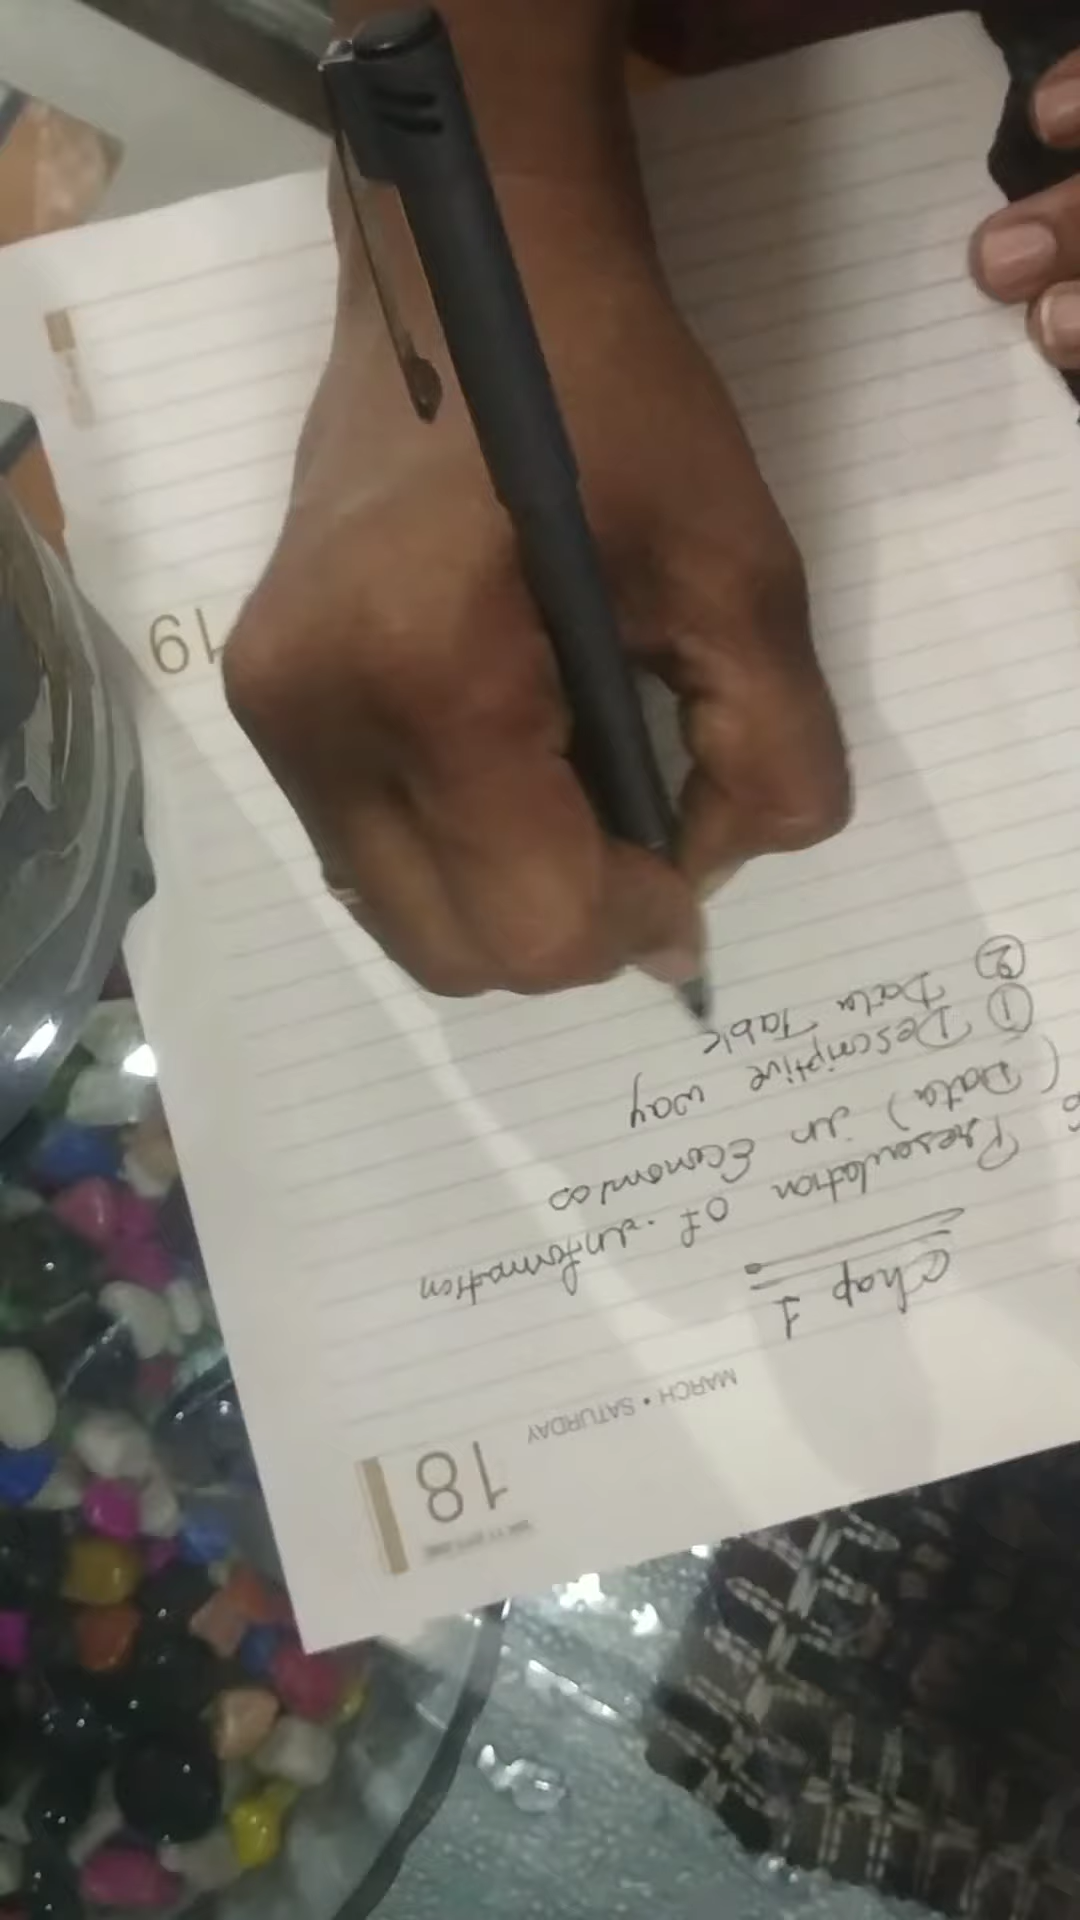 18
MARCH • SATURDAY
Chap 1
Presentation of Information
(Data) in Economics
① Descriptive way
② Data Table
19